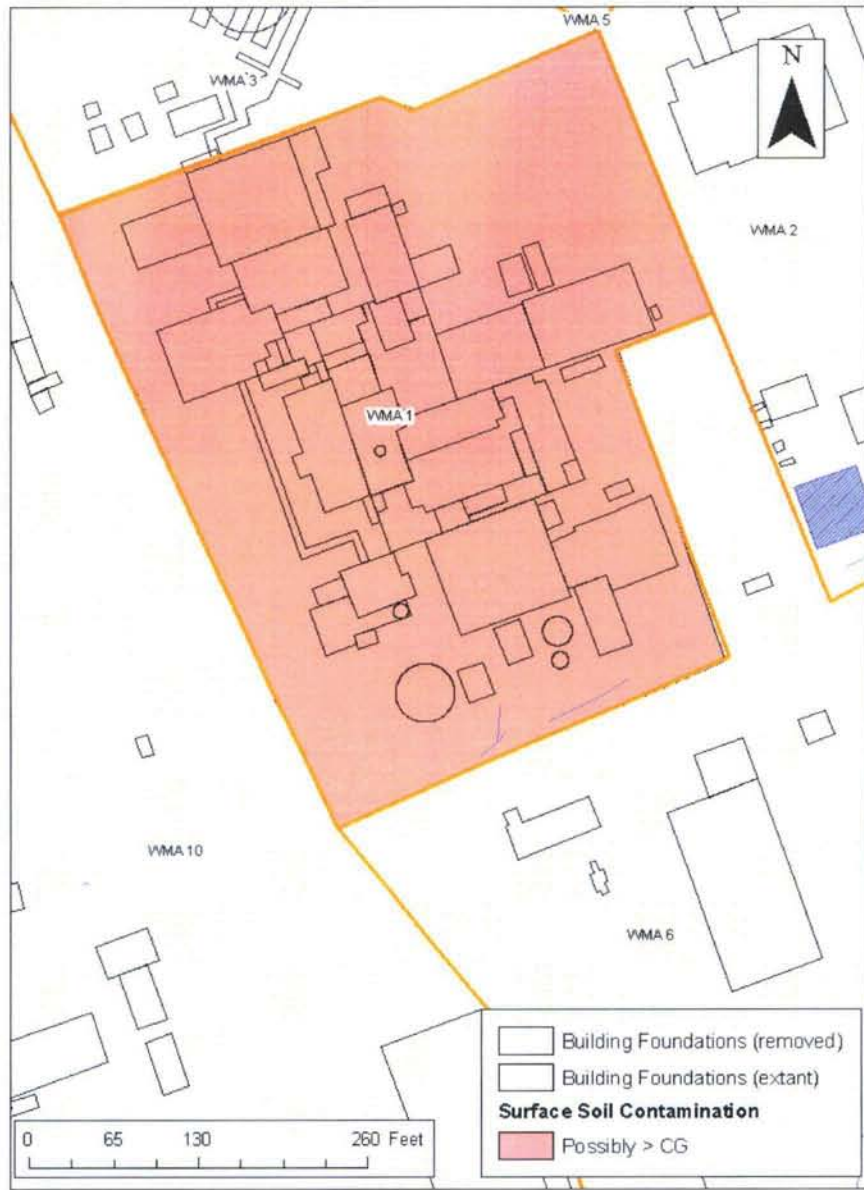 WMA 5
WMA 3
N
WMA 2
WMA 1
WMA 10
WMA 6
Building Foundations (removed)
Building Foundations (extant)
Surface Soil Contamination
Possibly > CG
0 65 130 260 Feet